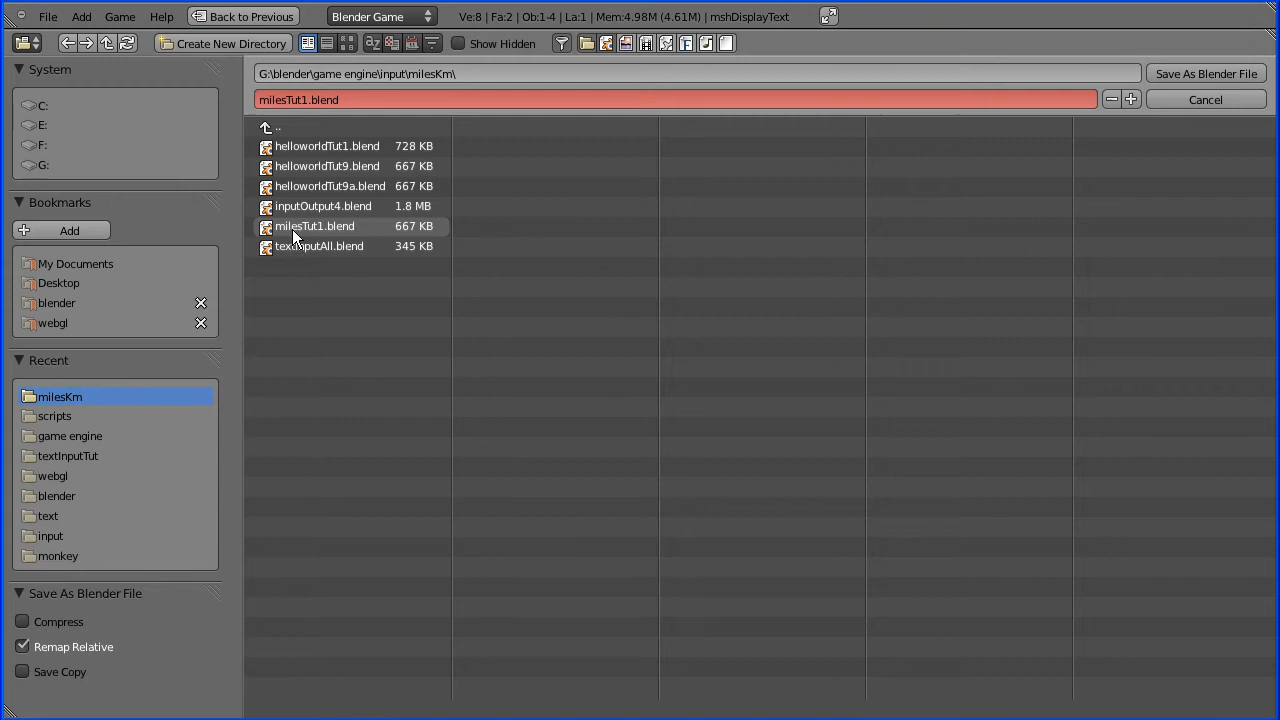 File Add Game Help Back to Previous Blender Game Ve:8 | Fa:2 | Ob:1-4 | La:1 | Mem:4.98M (4.61M) | mshDisplayText
Create New Directory Show Hidden
System
C:
E:
F:
G:
Bookmarks
Add
My Documents
Desktop
blender
webgl
Recent
milesKm
scripts
game engine
textInputTut
webgl
blender
text
input
monkey
Save As Blender File
Compress
Remap Relative
Save Copy
G:\blender\game engine\input\milesKm\ Save As Blender File
milesTut1.blend Cancel
..
helloworldTut1.blend 728 KB
helloworldTut9.blend 667 KB
helloworldTut9a.blend 667 KB
inputOutput4.blend 1.8 MB
milesTut1.blend 667 KB
textInputAll.blend 345 KB